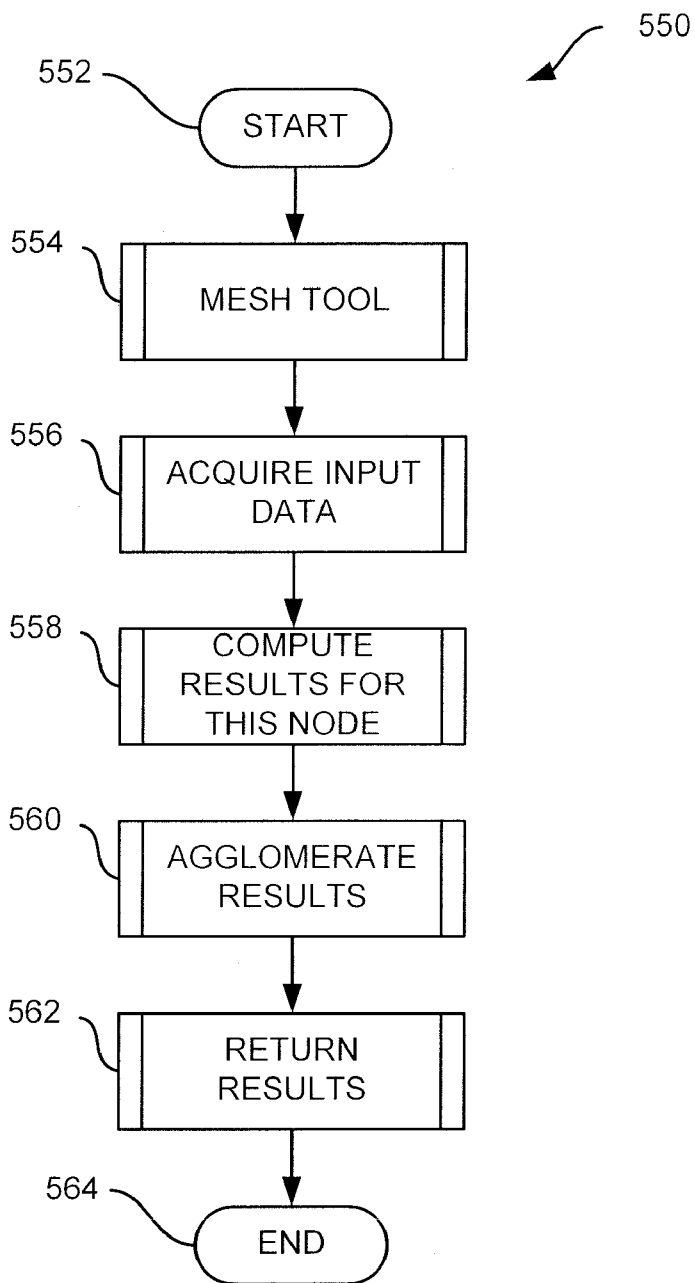 550
552
START
554
MESH TOOL
556
ACQUIRE INPUT
DATA
558
COMPUTE
RESULTS FOR
THIS NODE
560
AGGLOMERATE
RESULTS
562
RETURN
RESULTS
564
END